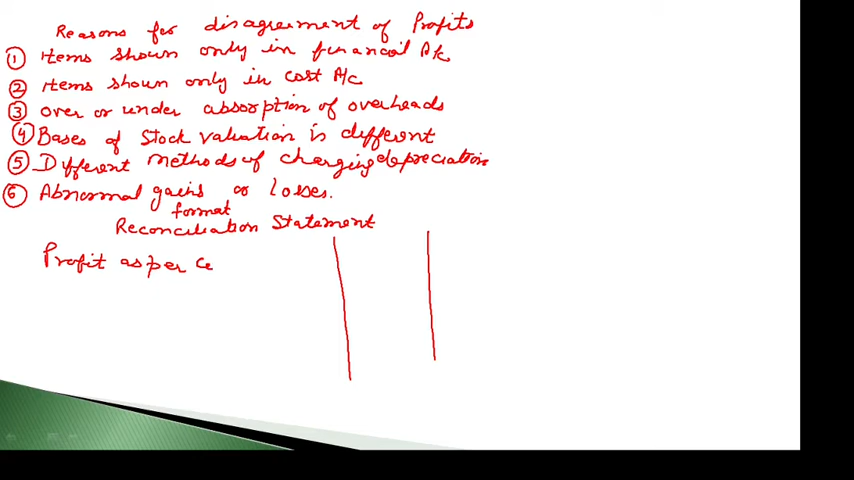 Reasons for disagreement of Profits
① Items shown only in financial A/c
② Items shown only in cost A/c
③ Over or under absorption of overheads
④ Bases of Stock valuation is different
⑤ Different methods of charging depreciation
⑥ Abnormal gains or Losses.
format
Reconciliation Statement
Profit as per